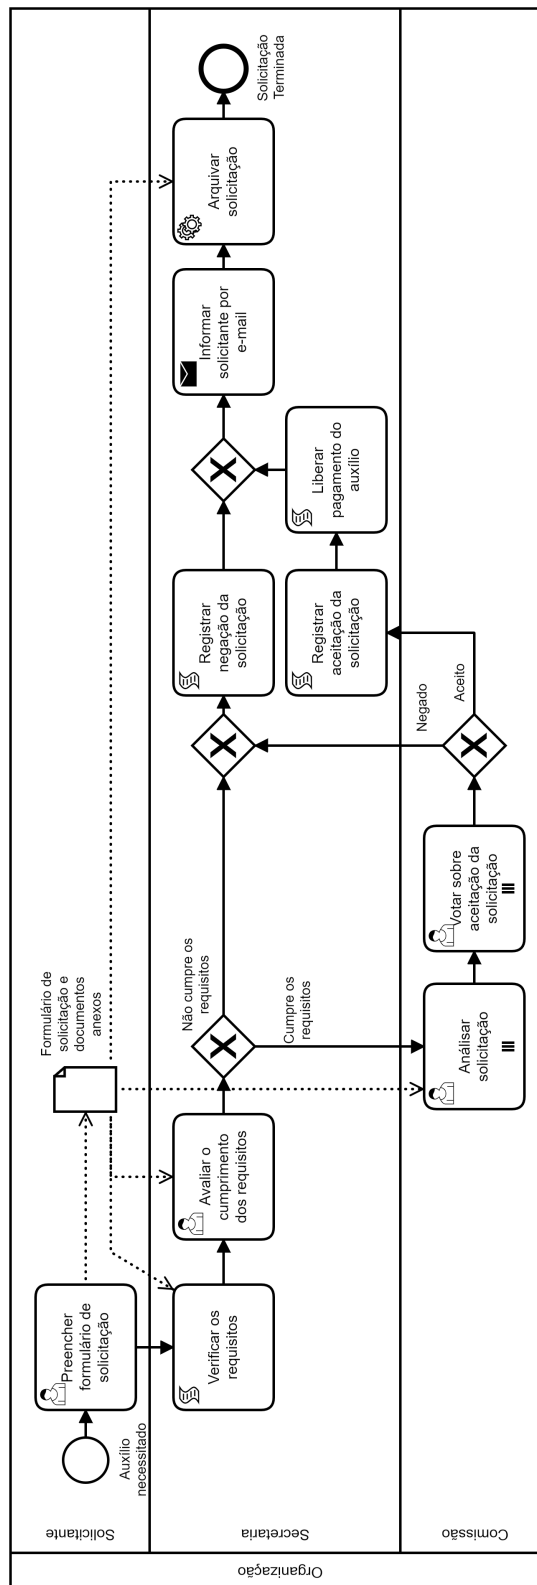 Organização
Solicitante
Secretaria
Comissão
Auxílio
necessitado
Preencher
formulário de
solicitação
Formulário de
solicitação e
documentos
anexos
Verificar os
requisitos
Avaliar o
cumprimento
dos requisitos
Não cumpre os
requisitos
Cumpre os
requisitos
Análisar
solicitação
Votar sobre
aceitação da
solicitação
Negado
Aceito
Registrar
negação da
solicitação
Registrar
aceitação da
solicitação
Liberar
pagamento do
auxílio
Informar
solicitante por
e-mail
Arquivar
solicitação
Solicitação
Terminada